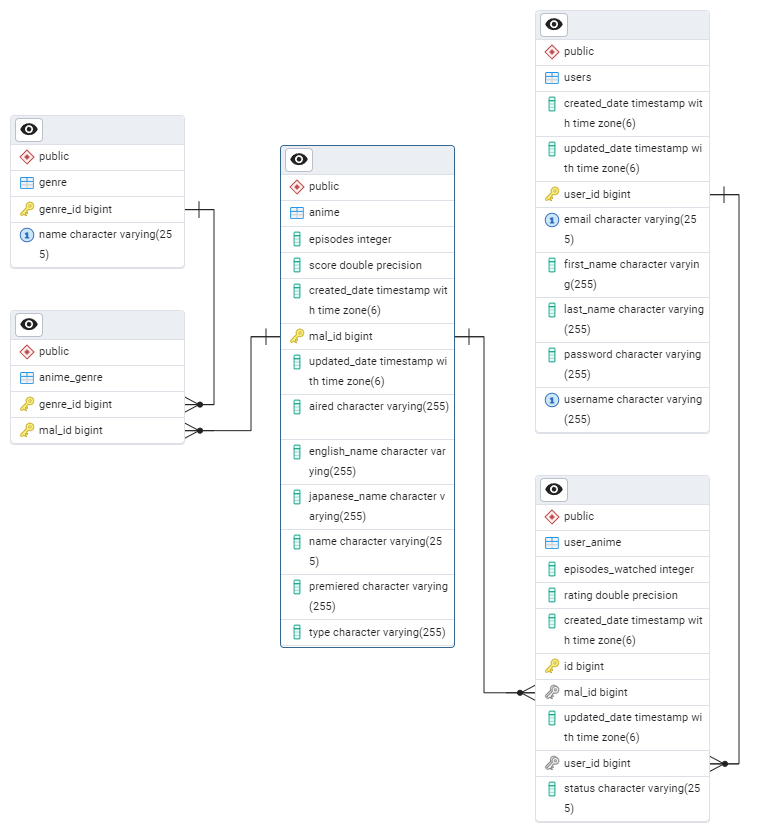 public
genre
genre_id bigint
name character varying(25
5)
public
anime_genre
genre_id bigint
mal_id bigint
public
anime
episodes integer
score double precision
created_date timestamp wit
h time zone(6)
mal_id bigint
updated_date timestamp wi
th time zone(6)
aired character varying(255)
english_name character var
ying(255)
japanese_name character v
arying(255)
name character varying(25
5)
premiered character varying
(255)
type character varying(255)
public
users
created_date timestamp wit
h time zone(6)
updated_date timestamp wi
th time zone(6)
user_id bigint
1
email character varying(25
5)
first_name character varyin
g(255)
last_name character varying
(255)
password character varying
(255)
1
username character varying
(255)
public
user_anime
episodes_watched integer
rating double precision
created_date timestamp wit
h time zone(6)
id bigint
mal_id bigint
updated_date timestamp wi
th time zone(6)
user_id bigint
status character varying(25
5)